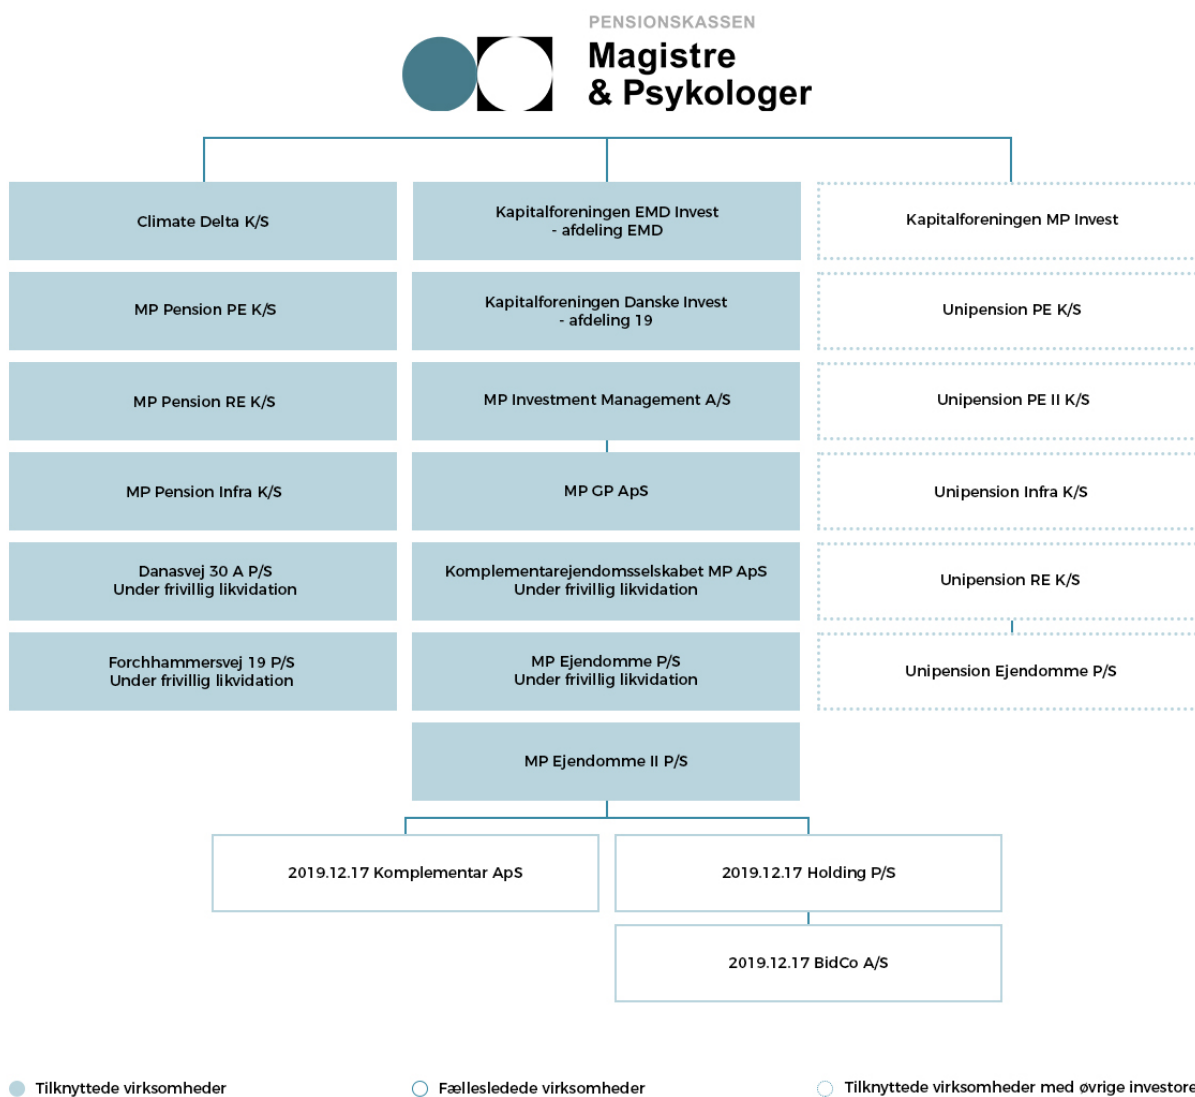 PENSIONSKASSEN
Magistre
& Psykologer
Climate Delta K/S
Kapitalforeningen EMD Invest
- afdeling EMD
Kapitalforeningen MP Invest
MP Pension PE K/S
Kapitalforeningen Danske Invest
- afdeling 19
Unipension PE K/S
MP Pension RE K/S
MP Investment Management A/S
Unipension PE II K/S
MP Pension Infra K/S
MP GP ApS
Unipension Infra K/S
Danasvej 30 A P/S
Under frivillig likvidation
Komplementarejendomsselskabet MP ApS
Under frivillig likvidation
Unipension RE K/S
Forchhammersvej 19 P/S
Under frivillig likvidation
MP Ejendomme P/S
Under frivillig likvidation
Unipension Ejendomme P/S
MP Ejendomme II P/S
2019.12.17 Komplementar ApS
2019.12.17 Holding P/S
2019.12.17 BidCo A/S
Tilknyttede virksomheder
Fællesledede virksomheder
Tilknyttede virksomheder med øvrige investore